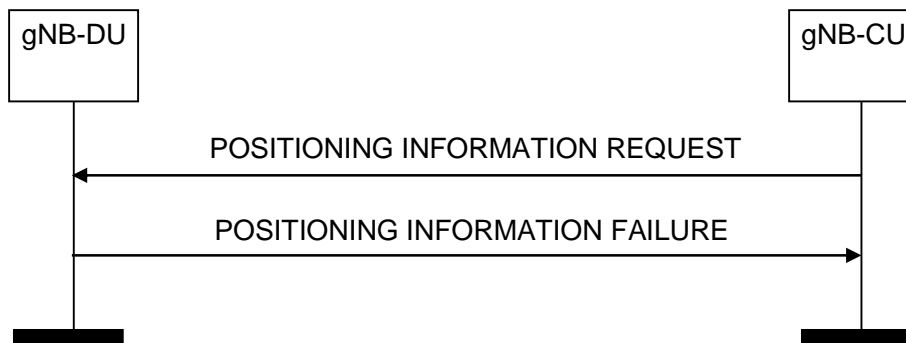 gNB-DU
gNB-CU
POSITIONING INFORMATION REQUEST
POSITIONING INFORMATION FAILURE